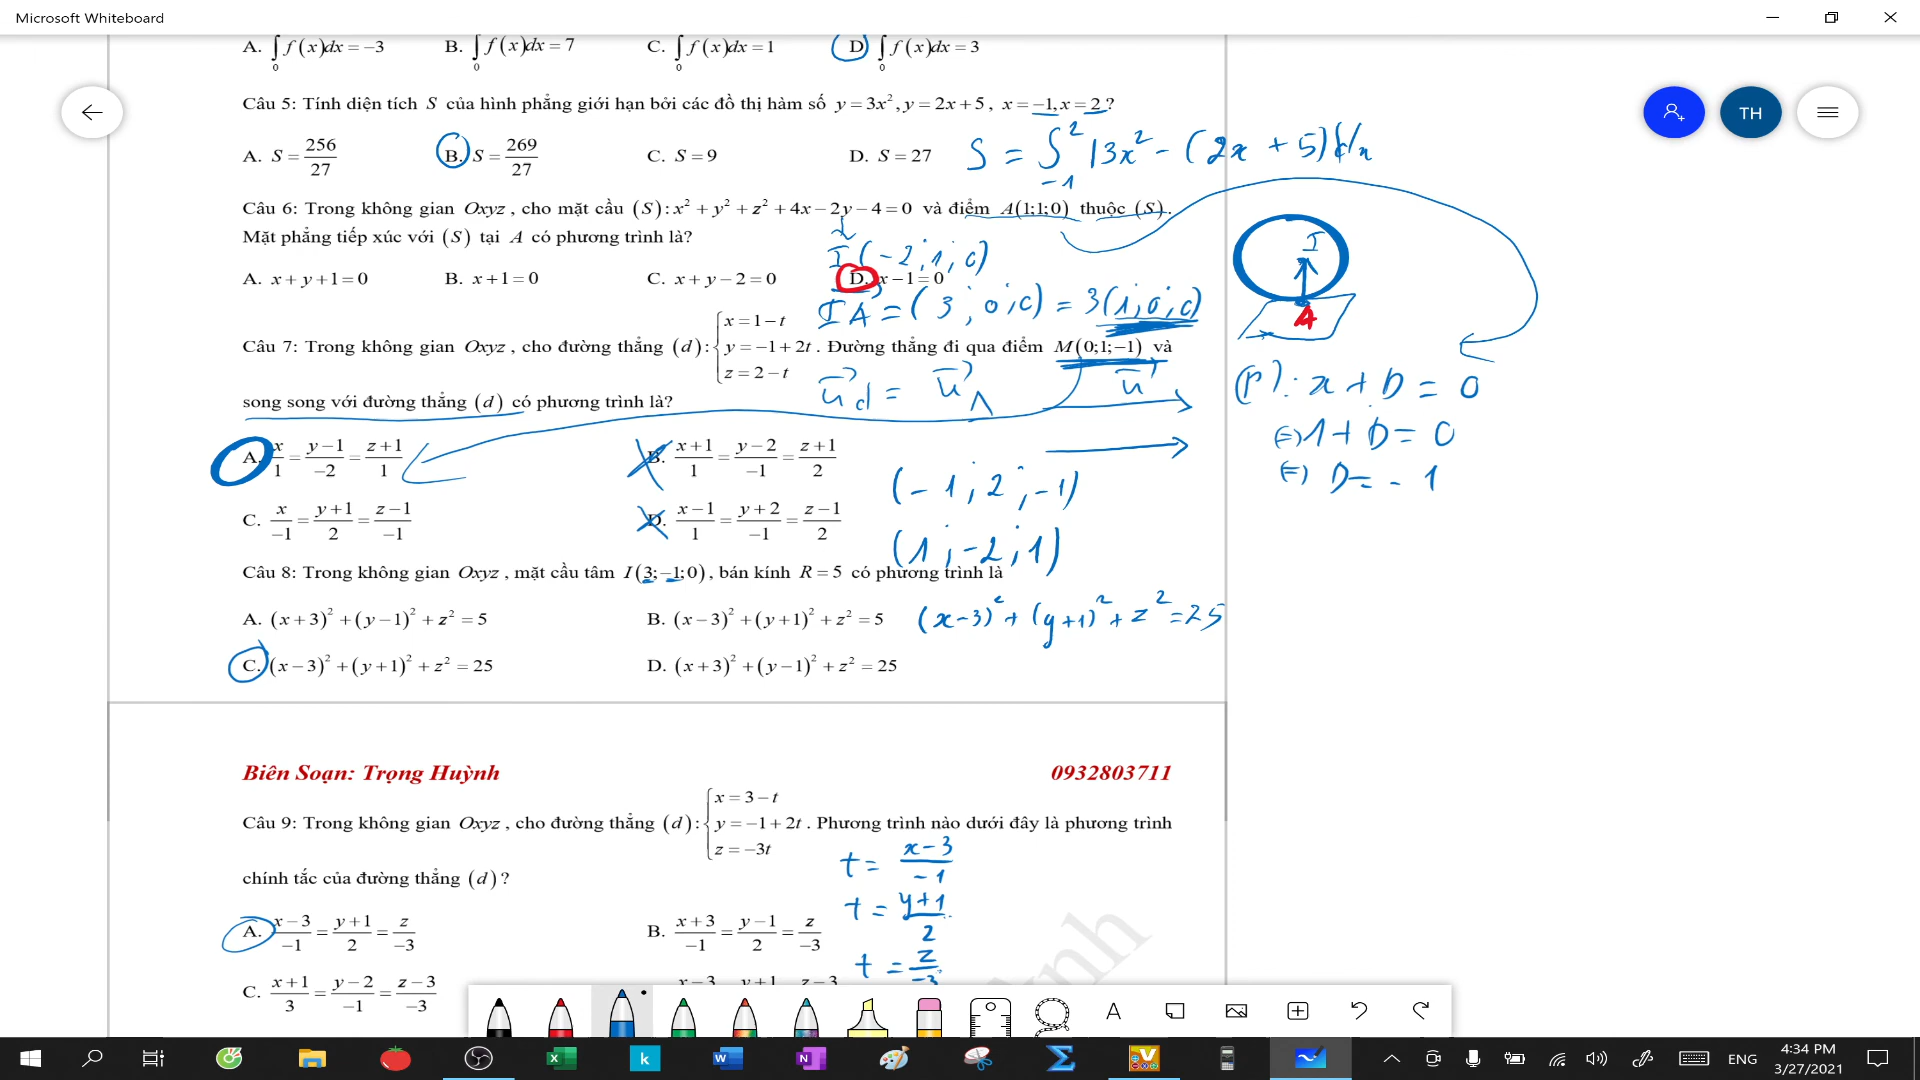 Microsoft Whiteboard
A. ∫₀ f(x)dx = −3 B. ∫₀ f(x)dx = 7 C. ∫₀ f(x)dx = 1 D ∫₀ f(x)dx = 3
Câu 5: Tính diện tích S của hình phẳng giới hạn bởi các đồ thị hàm số y = 3x², y = 2x + 5, x = −1, x = 2 ?
TH
A. S = 256/27 B. S = 269/27 C. S = 9 D. S = 27
S = ∫₋₁² |3x² − (2x + 5)| dx
Câu 6: Trong không gian Oxyz, cho mặt cầu (S): x² + y² + z² + 4x − 2y − 4 = 0 và điểm A(1;1;0) thuộc (S).
Mặt phẳng tiếp xúc với (S) tại A có phương trình là?
I (−2; 1; 0)
I
A. x + y + 1 = 0 B. x + 1 = 0 C. x + y − 2 = 0 D. x − 1 = 0
IA = (3; 0; 0) = 3(1; 0; 0)
A
Câu 7: Trong không gian Oxyz, cho đường thẳng (d): { x = 1 − t; y = −1 + 2t; z = 2 − t . Đường thẳng đi qua điểm M(0;1;−1) và
song song với đường thẳng (d) có phương trình là?
u⃗d = u⃗Δ u⃗
(P): x + D = 0
⇔ 1 + D = 0
⇔ D = −1
A. x/1 = (y−1)/−2 = (z+1)/1 B. (x+1)/1 = (y−2)/−1 = (z+1)/2
(−1; 2; −1)
C. x/−1 = (y+1)/2 = (z−1)/−1 D. (x−1)/1 = (y+2)/−1 = (z−1)/2
(1; −2; 1)
Câu 8: Trong không gian Oxyz, mặt cầu tâm I(3;−1;0), bán kính R = 5 có phương trình là
A. (x+3)² + (y−1)² + z² = 5 B. (x−3)² + (y+1)² + z² = 5
(x−3)² + (y+1)² + z² = 25
C. (x−3)² + (y+1)² + z² = 25 D. (x+3)² + (y−1)² + z² = 25
Biên Soạn: Trọng Huỳnh 0932803711
Câu 9: Trong không gian Oxyz, cho đường thẳng (d): { x = 3 − t; y = −1 + 2t; z = −3t . Phương trình nào dưới đây là phương trình
chính tắc của đường thẳng (d)?
t = (x−3)/−1
t = (y+1)/2
t = z/−3
A. (x−3)/−1 = (y+1)/2 = z/−3 B. (x+3)/−1 = (y−1)/2 = z/−3
C. (x+1)/3 = (y−2)/−1 = (z−3)/−3 x−3 y+1 z−3
A
ENG
4:34 PM
3/27/2021